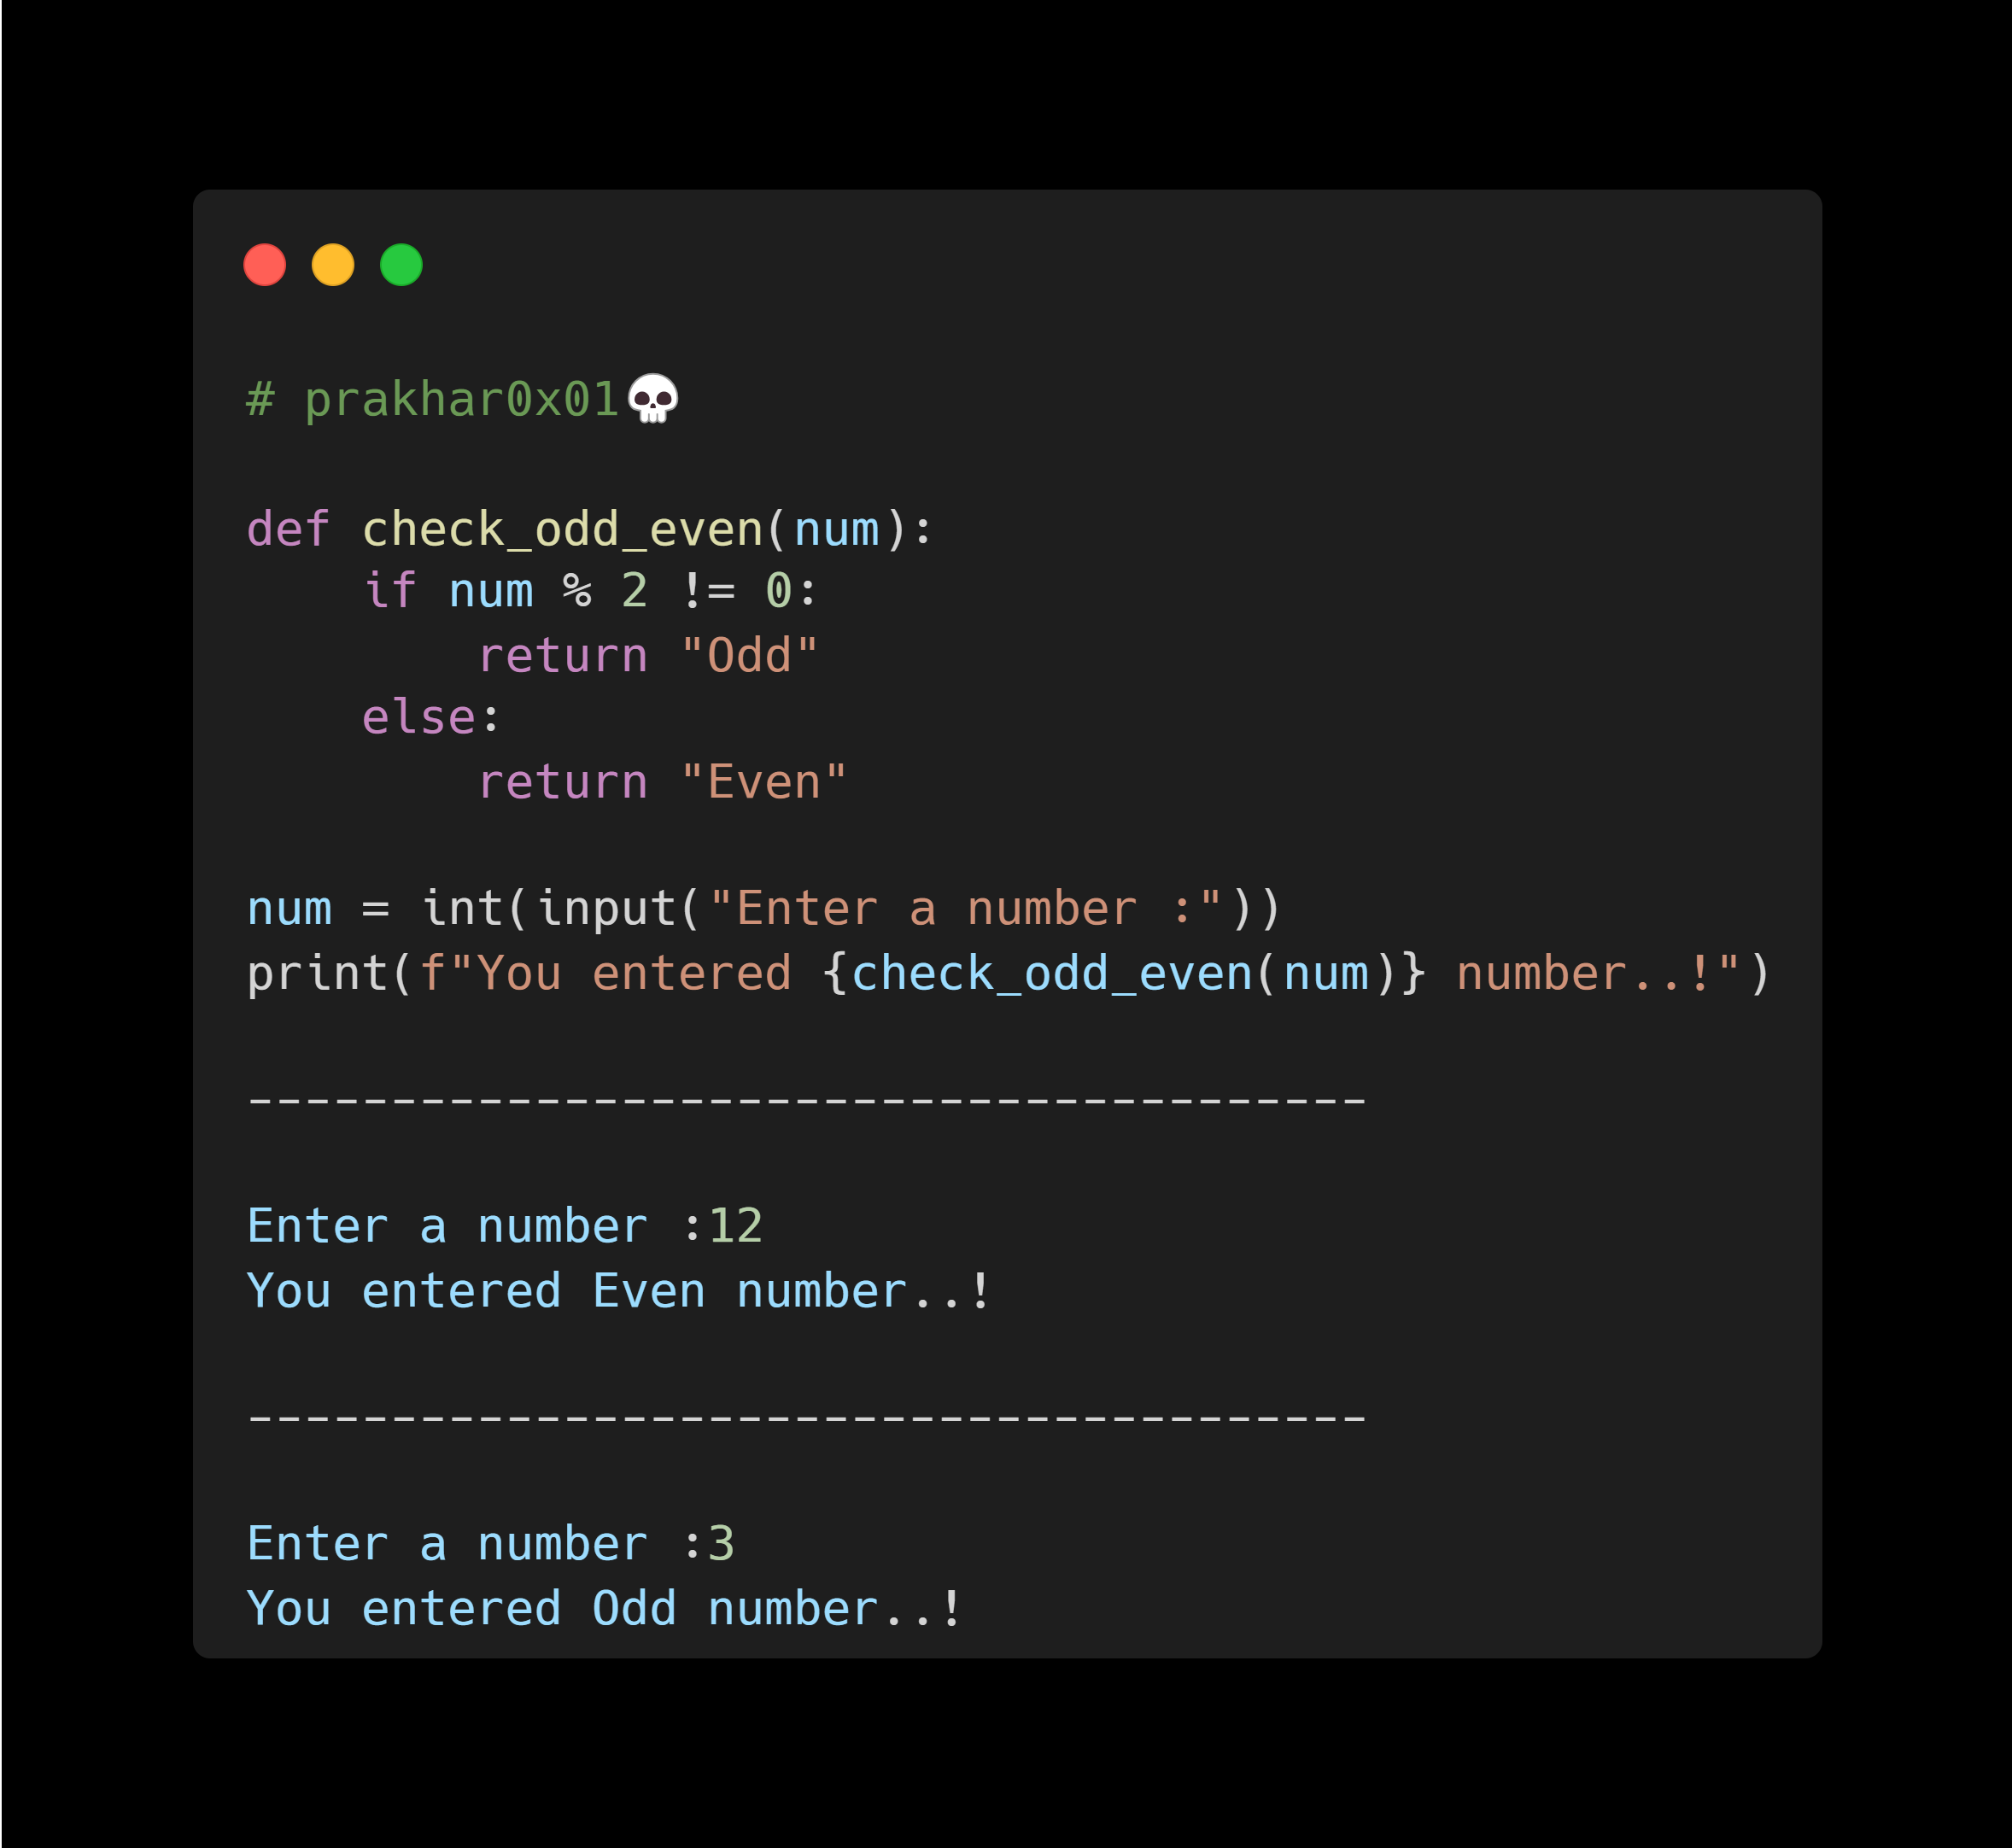 # prakhar0x01💀
def check_odd_even(num):
    if num % 2 != 0:
        return "Odd"
    else:
        return "Even"
num = int(input("Enter a number :"))
print(f"You entered {check_odd_even(num)} number..!")
---------------------------------------
Enter a number :12
You entered Even number..!
---------------------------------------
Enter a number :3
You entered Odd number..!